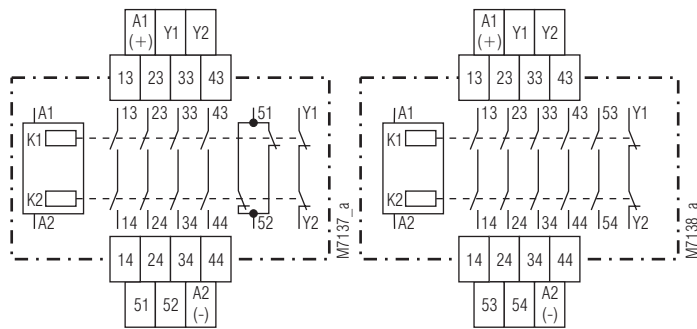 A1 (+) Y1 Y2
13 23 33 43
A1 13 23 33 43 51 Y1
K1
K2
A2 14 24 34 44 52 Y2
14 24 34 44
51 52 A2 (-)
M7137_a
A1 (+) Y1 Y2
13 23 33 43
A1 13 23 33 43 53 Y1
K1
K2
A2 14 24 34 44 54 Y2
14 24 34 44
53 54 A2 (-)
M7138_a